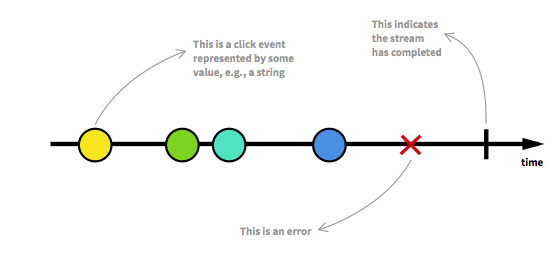 This is a click event
represented by some
value, e.g., a string
This indicates
the stream
has completed
time
This is an error